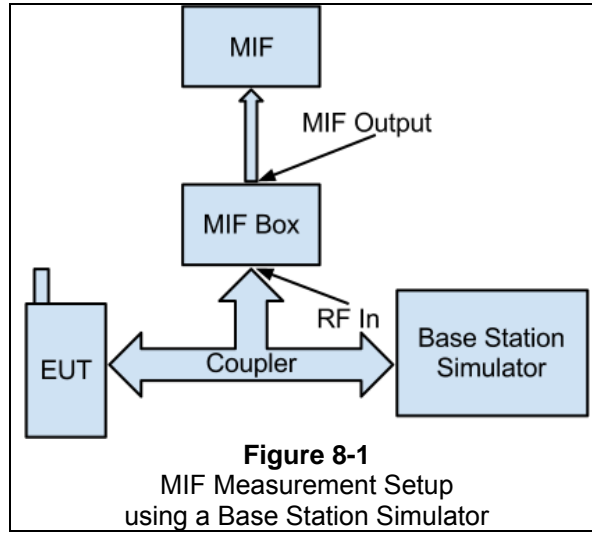 MIF
MIF Output
MIF Box
RF In
EUT
Coupler
Base Station
Simulator
Figure 8-1
MIF Measurement Setup
using a Base Station Simulator